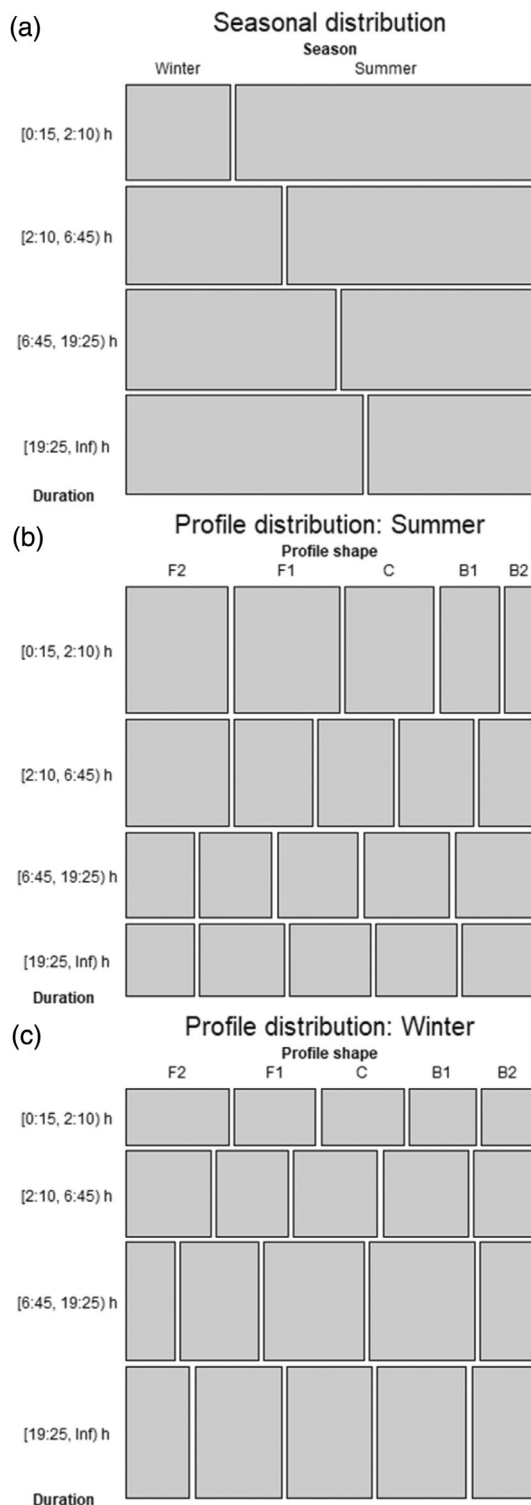 (a)
Seasonal distribution
Season
Winter Summer
[0:15, 2:10) h
[2:10, 6:45) h
[6:45, 19:25) h
[19:25, Inf) h
Duration
(b)
Profile distribution: Summer
Profile shape
F2 F1 C B1 B2
[0:15, 2:10) h
[2:10, 6:45) h
[6:45, 19:25) h
[19:25, Inf) h
Duration
(c)
Profile distribution: Winter
Profile shape
F2 F1 C B1 B2
[0:15, 2:10) h
[2:10, 6:45) h
[6:45, 19:25) h
[19:25, Inf) h
Duration